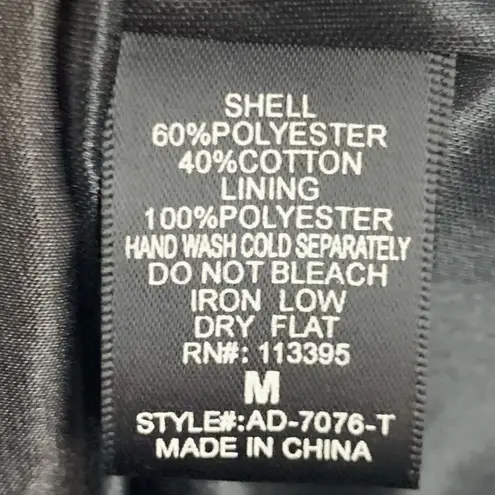 SHELL
60%POLYESTER
40%COTTON
LINING
100%POLYESTER
HAND WASH COLD SEPARATELY
DO NOT BLEACH
IRON LOW
DRY FLAT
RN#: 113395
M
STYLE#:AD-7076-T
MADE IN CHINA